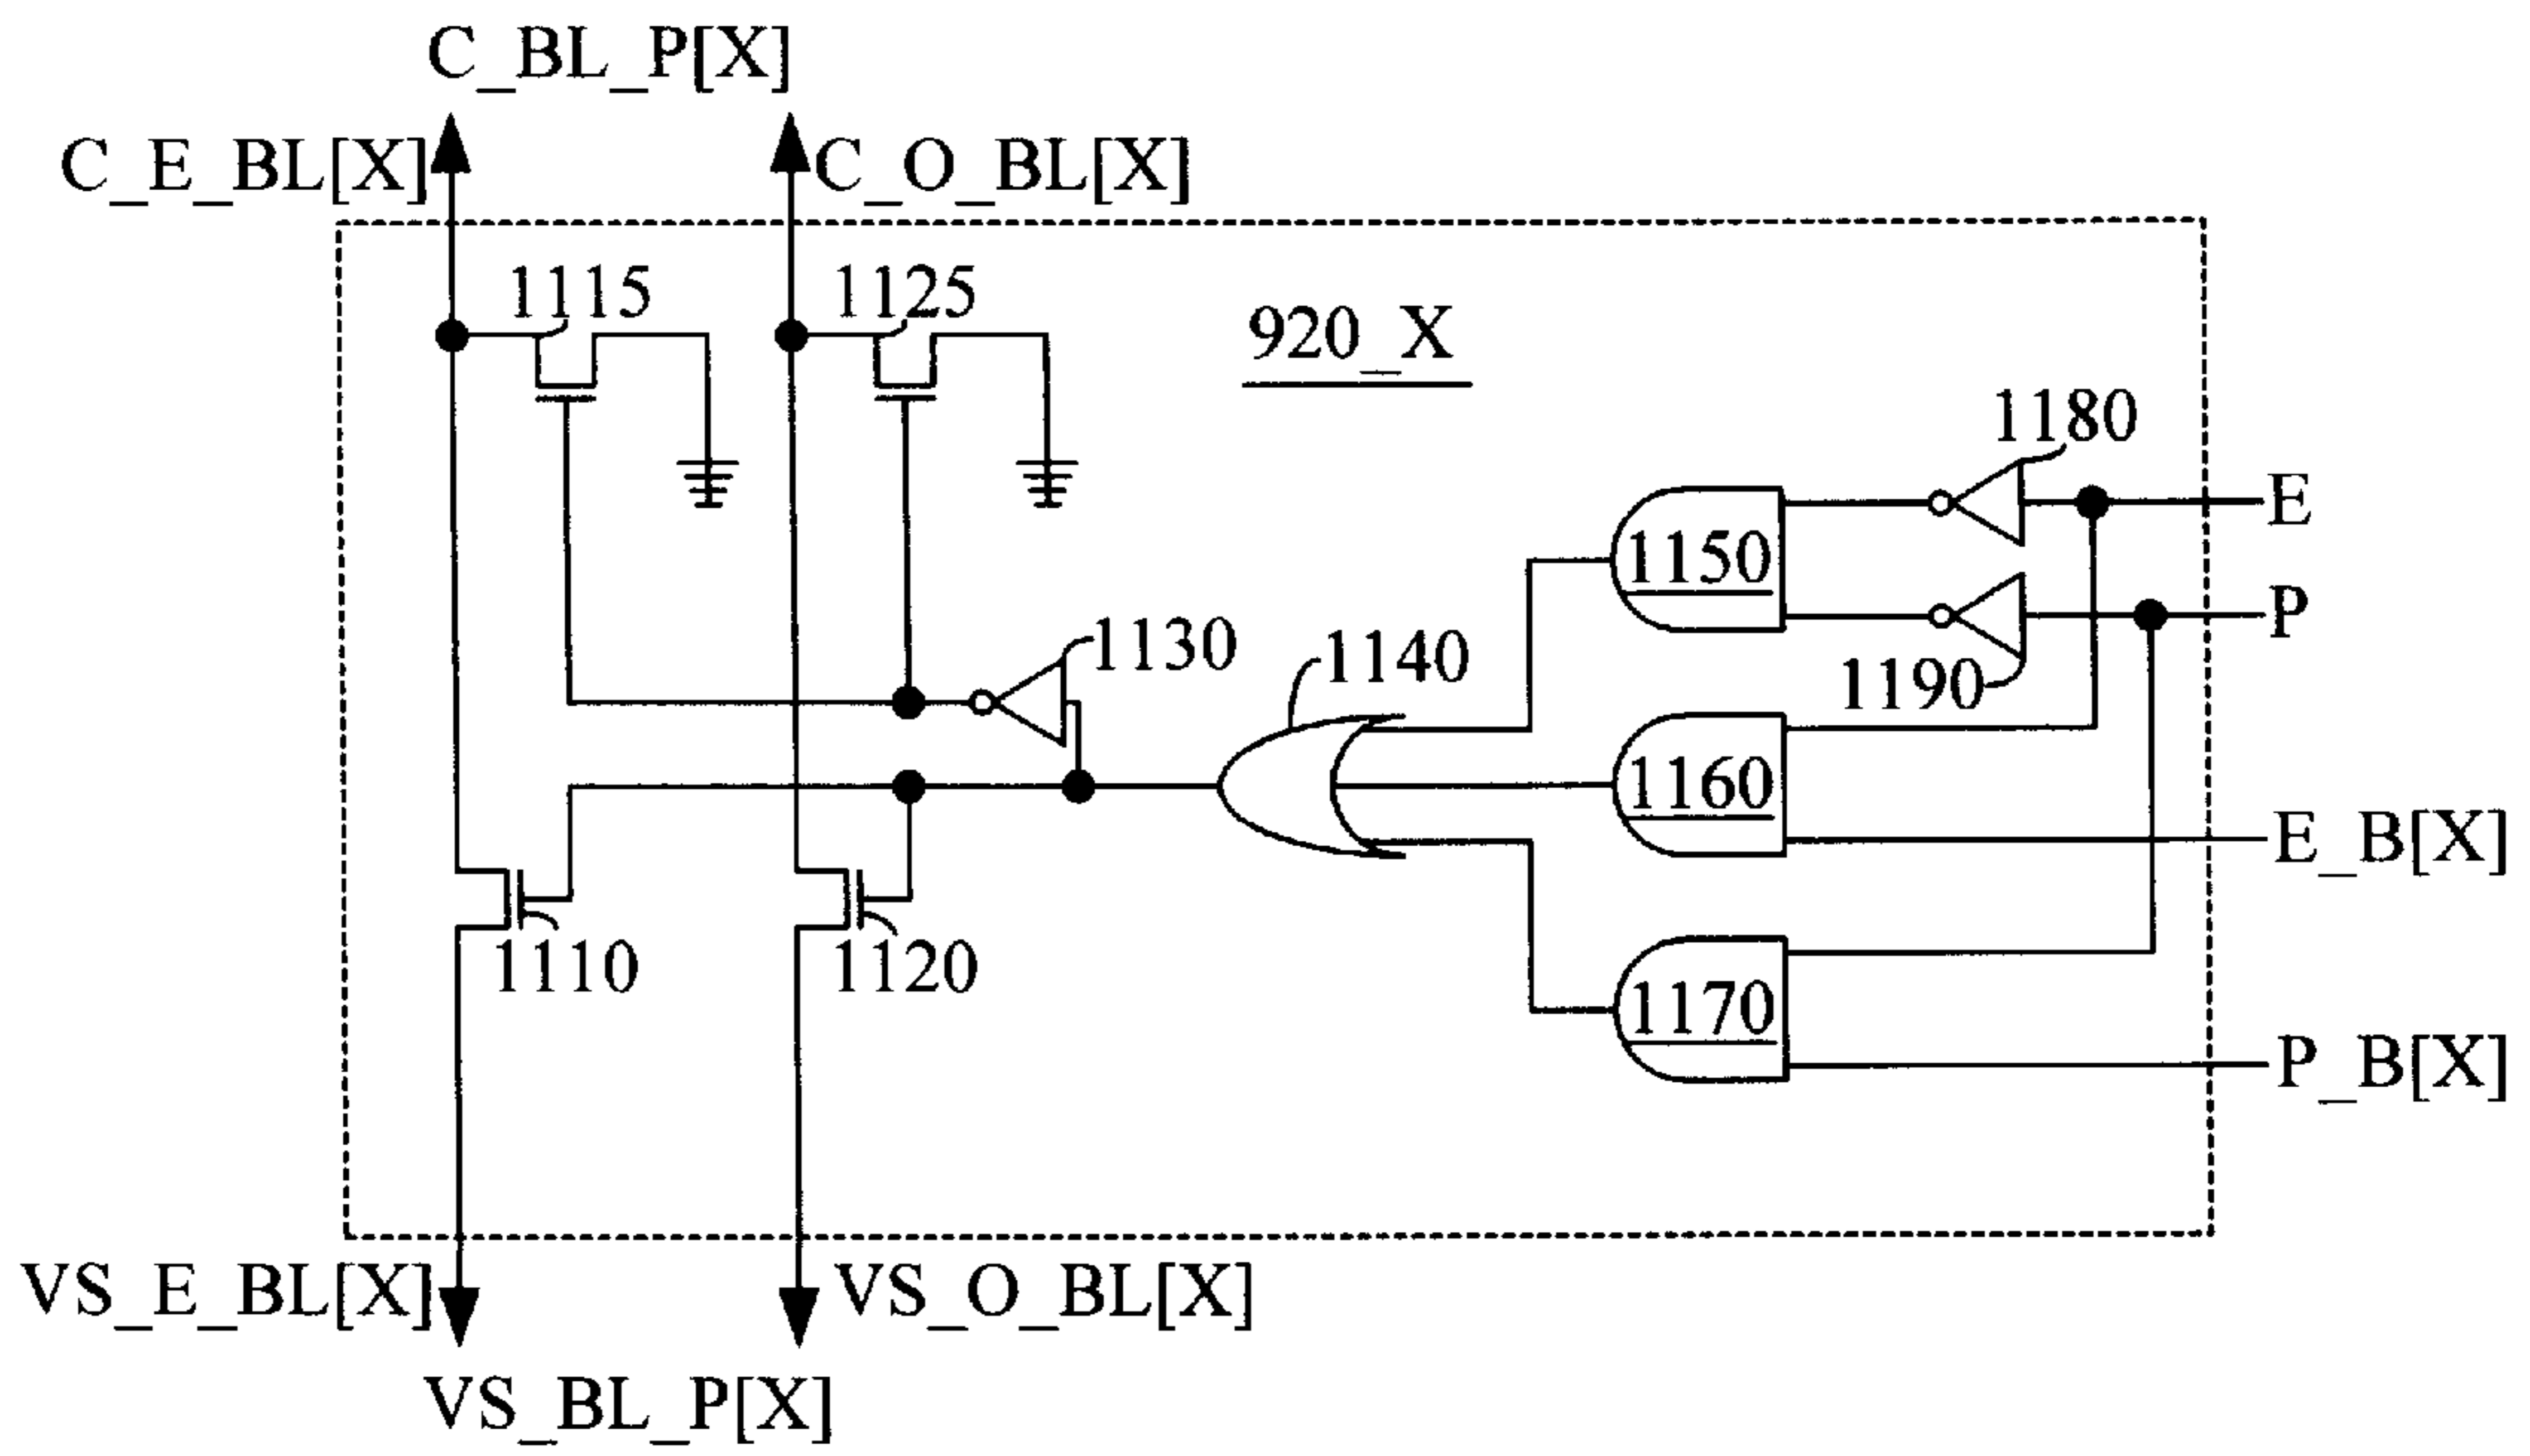 C_BL_P[X]
C_E_BL[X]
C_O_BL[X]
1115
1125
920_X
1180
E
1150
P
1130
1140
1190
1160
E_B[X]
1110
1120
1170
P_B[X]
VS_E_BL[X]
VS_O_BL[X]
VS_BL_P[X]